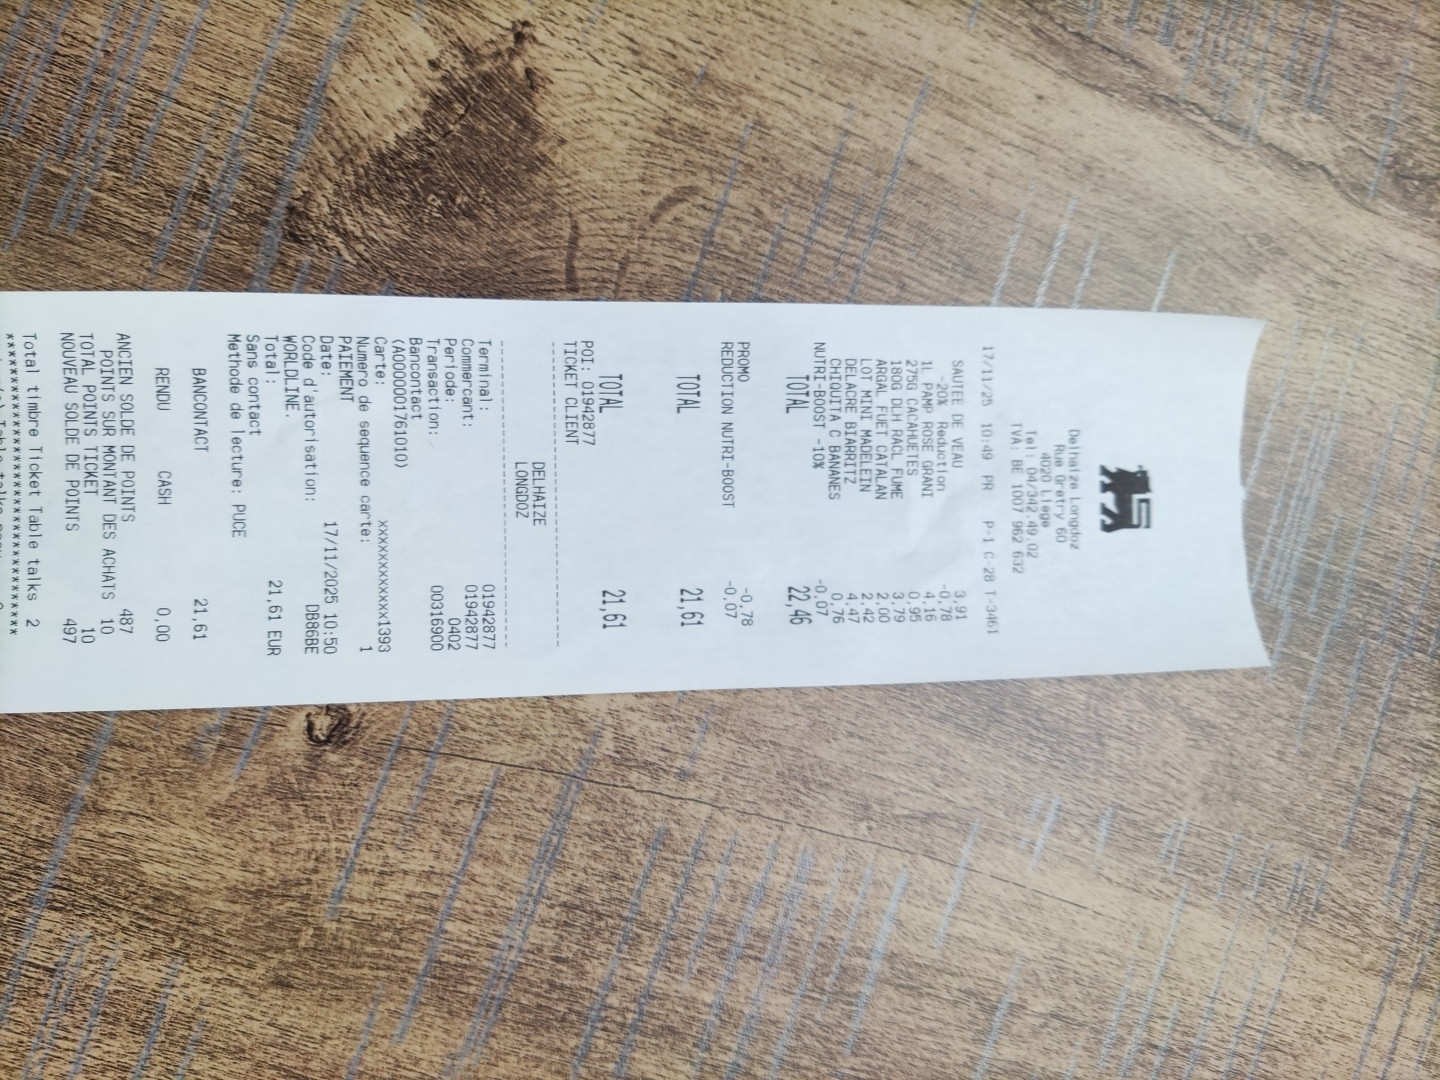 Delhaize Longdoz
Rue Grétry 60
4020 Liège
Tel: 04/342.49.02
TVA: BE 1007 962 632
17/11/25 10:49 PR P-1 C-28 T-3461
SAUTEE DE VEAU 3,91
-20% Reduction -0,78
1L PAMP ROSE GRANI 4,16
275G CACAHUETES 0,95
180G DLH RACL FUME 3,79
ARGAL FUET CATALAN 2,00
LOT MINI MADELEIN 2,42
DELACRE BIARRITZ 4,47
CHIQUITA C BANANES 0,76
NUTRI-BOOST -10% -0,07
TOTAL 22,46
PROMO -0,78
REDUCTION NUTRI-BOOST -0,07
TOTAL 21,61
TOTAL 21,61
POI: 01942877
TICKET CLIENT
DELHAIZE
LONGDOZ
Terminal: 01942877
Commercant: 01942877
Periode: 0402
Transaction: 00316900
Bancontact
(A0000001761010)
Carte: xxxxxxxxxxxx1393
Numero de sequence carte: 1
PAIEMENT
Date: 17/11/2025 10:50
Code d'autorisation: DB86BE
WORLDLINE.
Total: 21,61 EUR
Sans contact
Methode de lecture: PUCE
BANCONTACT 21,61
RENDU CASH 0,00
ANCIEN SOLDE DE POINTS 487
POINTS SUR MONTANT DES ACHATS 10
TOTAL POINTS TICKET 10
NOUVEAU SOLDE DE POINTS 497
Total timbre Ticket Table talks 2